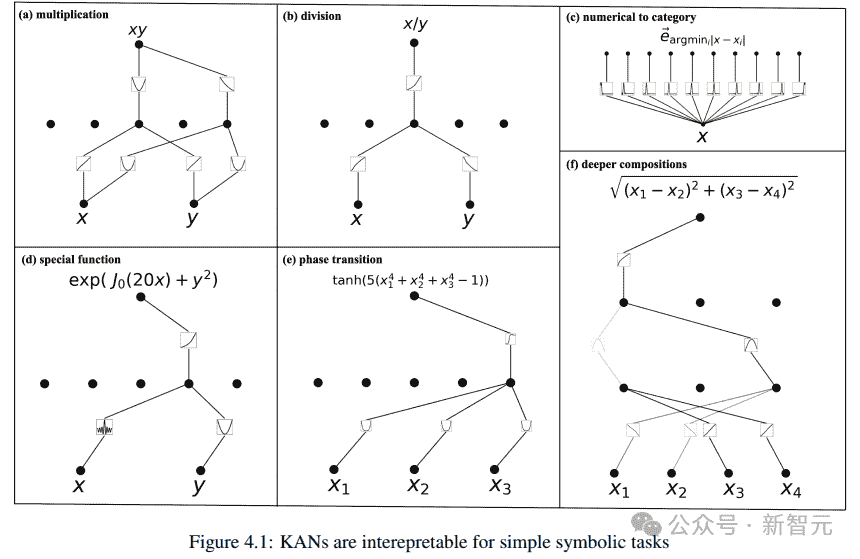 (a) multiplication
xy
x
y
(b) division
x/y
x
y
(c) numerical to category
e⃗argminᵢ|x−xᵢ|
x
(d) special function
exp( J₀(20x) + y²)
x
y
(e) phase transition
tanh(5(x₁⁴ + x₂⁴ + x₃⁴ − 1))
x₁
x₂
x₃
(f) deeper compositions
√(x₁ − x₂)² + (x₃ − x₄)²
x₁
x₂
x₃
x₄
公众号 · 新智元
Figure 4.1: KANs are interepretable for simple symbolic tasks